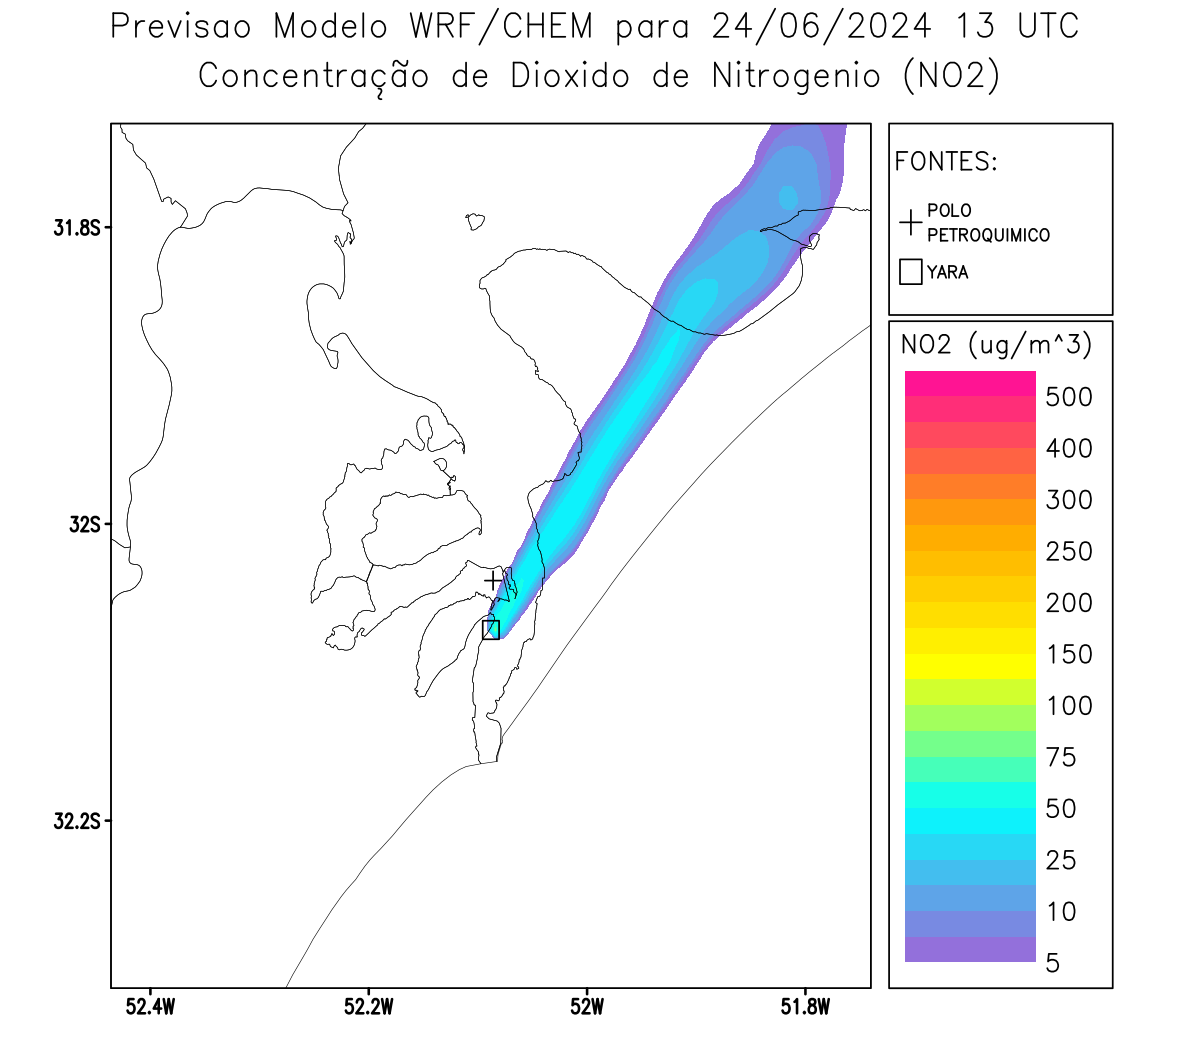 Previsao Modelo WRF/CHEM para 24/06/2024 13 UTC
Concentração de Dioxido de Nitrogenio (NO2)
FONTES:
POLO
PETROQUIMICO
YARA
NO2 (ug/m^3)
500
400
300
250
200
150
100
75
50
25
10
5
31.8S
32S
32.2S
52.4W
52.2W
52W
51.8W